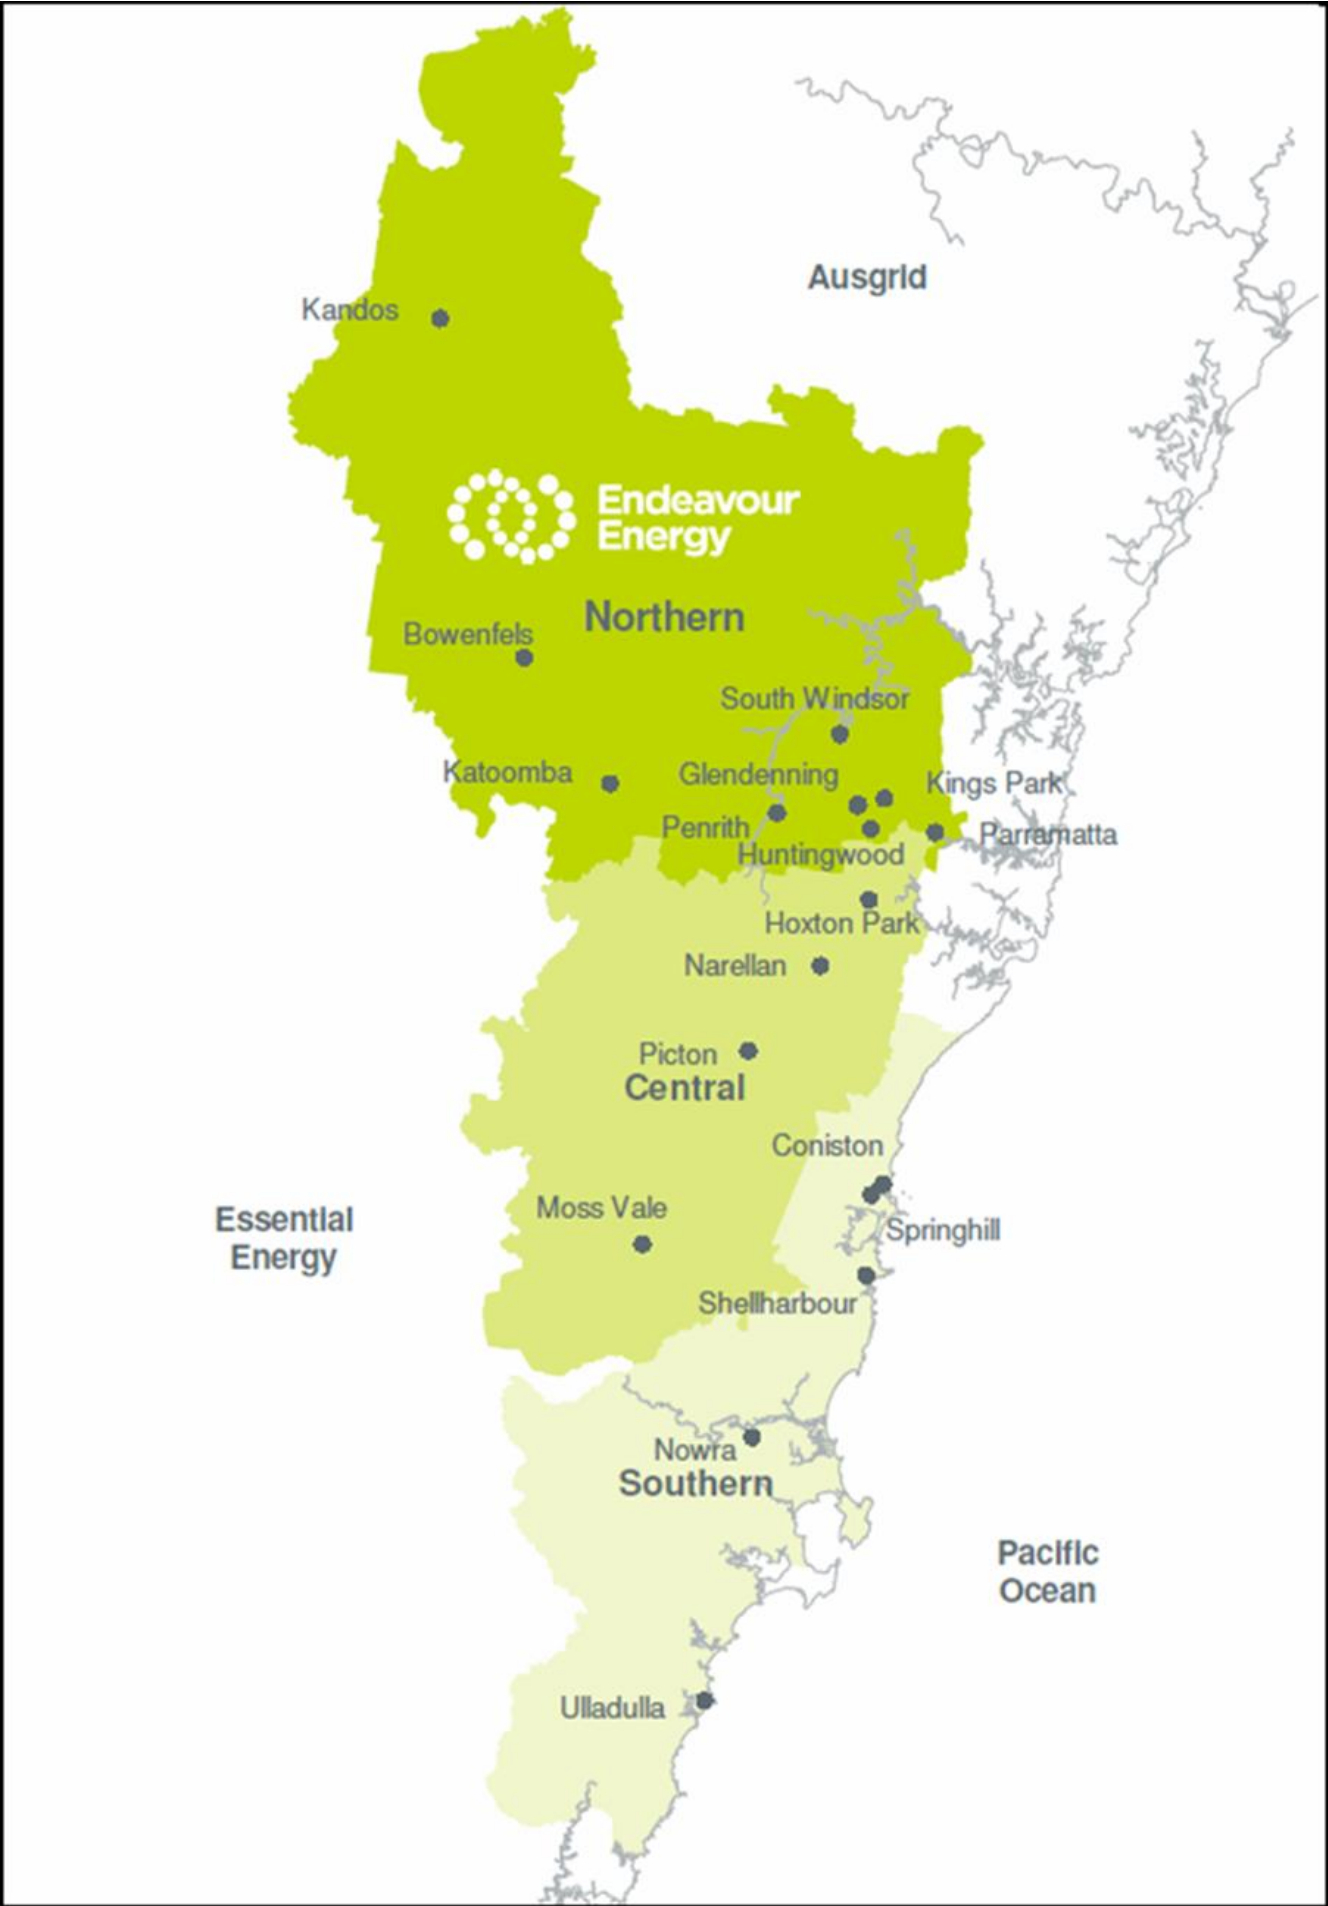 Ausgrid
Kandos
Endeavour
Energy
Northern
Bowenfels
South Windsor
Katoomba
Glendenning
Kings Park
Penrith
Parramatta
Huntingwood
Hoxton Park
Narellan
Picton
Central
Coniston
Moss Vale
Essential
Energy
Springhill
Shellharbour
Nowra
Southern
Pacific
Ocean
Ulladulla